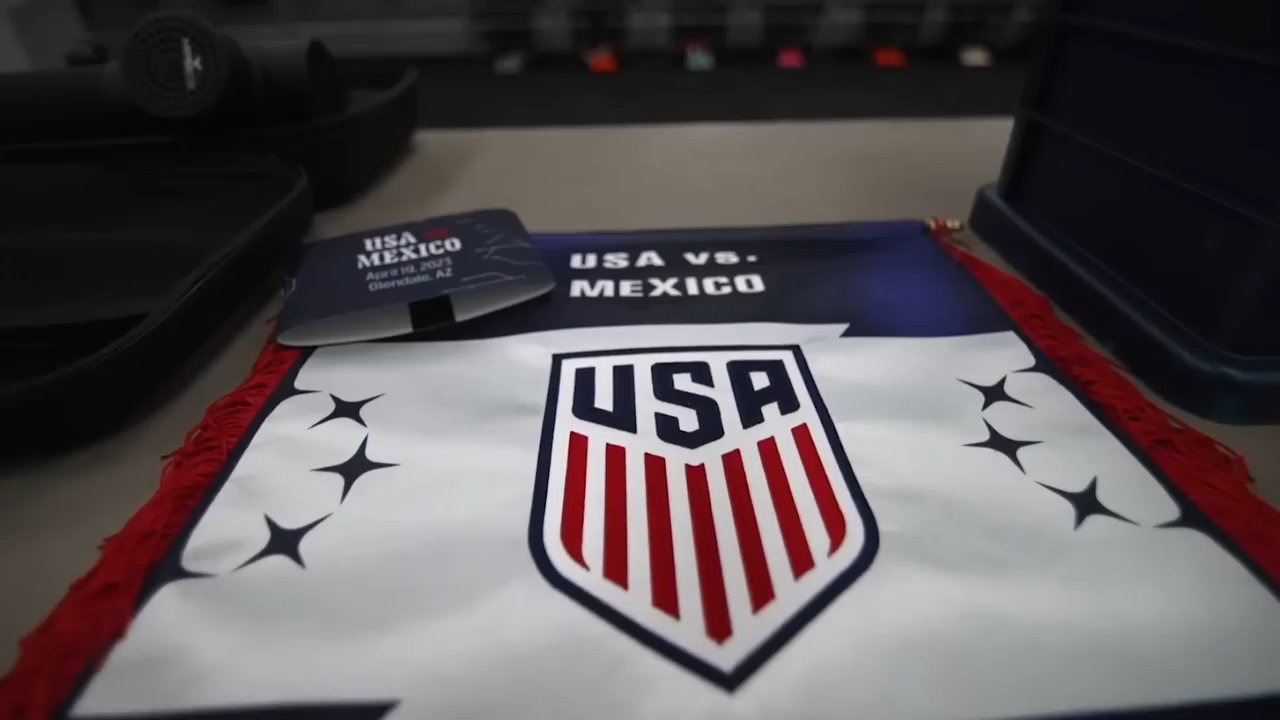 USA
MEXICO
April 19, 2023
Glendale, AZ
USA vs.
MEXICO
USA